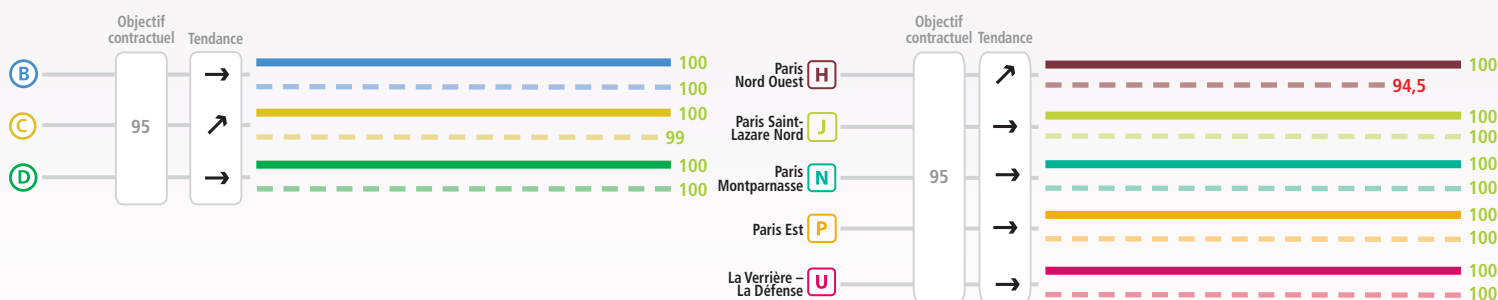 Objectif
contractuel
Tendance
B
100
100
C
95
100
99
D
100
100
Objectif
contractuel
Tendance
Paris
Nord Ouest
H
100
94,5
Paris Saint-
Lazare Nord
J
100
100
Paris
Montparnasse
N
95
100
100
Paris Est
P
100
100
La Verrière –
La Défense
U
100
100